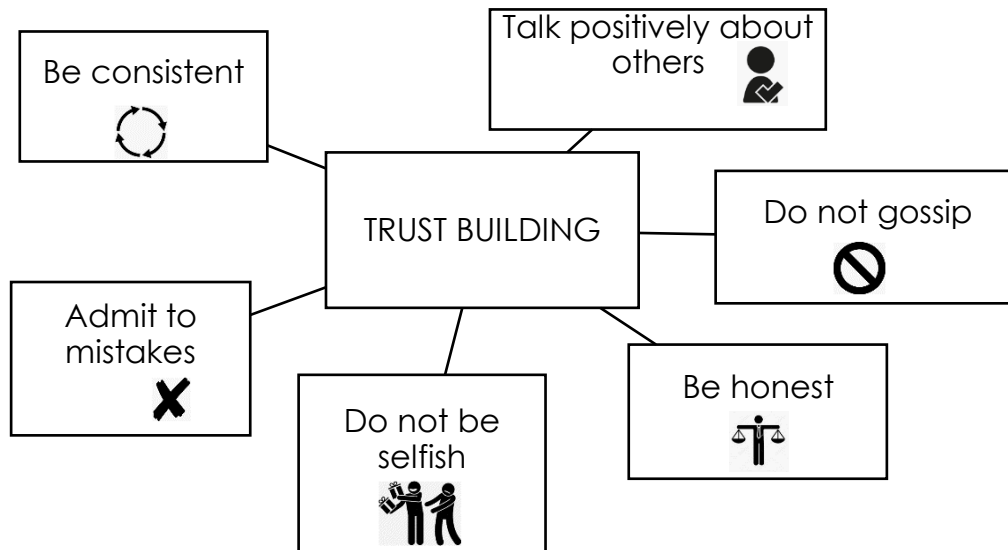 Talk positively about
others
Be consistent
TRUST BUILDING
Do not gossip
Admit to
mistakes
Be honest
Do not be
selfish